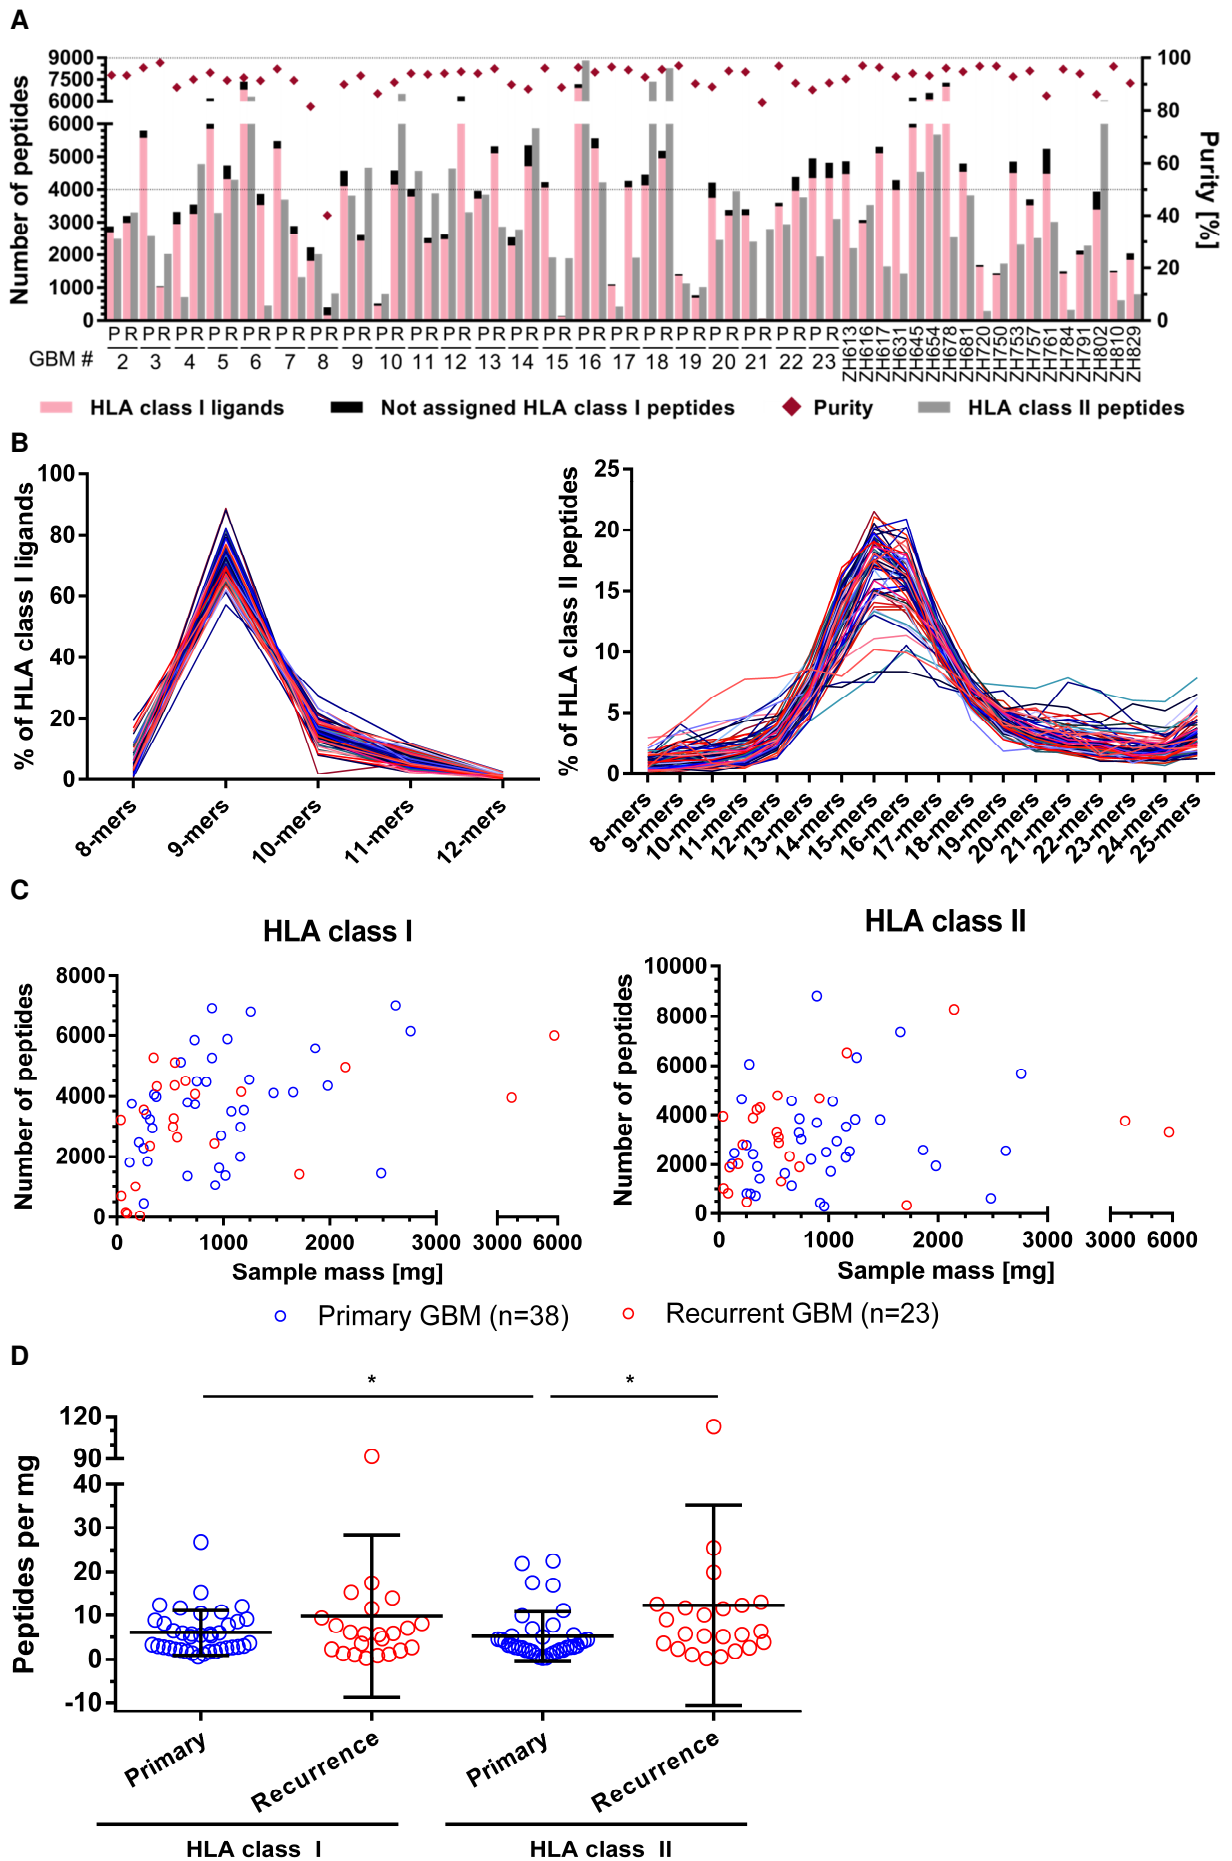 A
Number of peptides
9000
7500
6000
6000
5000
4000
3000
2000
1000
0
100
80
60
40
20
0
Purity [%]
P R P R P R P R P R P R P R P R P R P R P R P R P R P R P R P R P R P R P R P R P R P R
GBM # 2 3 4 5 6 7 8 9 10 11 12 13 14 15 16 17 18 19 20 21 22 23 ZH613 ZH616 ZH617 ZH631 ZH645 ZH654 ZH678 ZH681 ZH720 ZH750 ZH753 ZH757 ZH761 ZH784 ZH791 ZH802 ZH810 ZH829
HLA class I ligands Not assigned HLA class I peptides Purity HLA class II peptides
B
% of HLA class I ligands
100
80
60
40
20
0
8-mers 9-mers 10-mers 11-mers 12-mers
% of HLA class II peptides
25
20
15
10
5
0
8-mers 9-mers 10-mers 11-mers 12-mers 13-mers 14-mers 15-mers 16-mers 17-mers 18-mers 19-mers 20-mers 21-mers 22-mers 23-mers 24-mers 25-mers
C
HLA class I
Number of peptides
8000
6000
4000
2000
0
0 1000 2000 3000 3000 6000
Sample mass [mg]
HLA class II
Number of peptides
10000
8000
6000
4000
2000
0
0 1000 2000 3000 3000 6000
Sample mass [mg]
Primary GBM (n=38) Recurrent GBM (n=23)
D
* *
Peptides per mg
120
90
40
30
20
10
0
-10
Primary Recurrence Primary Recurrence
HLA class I HLA class II